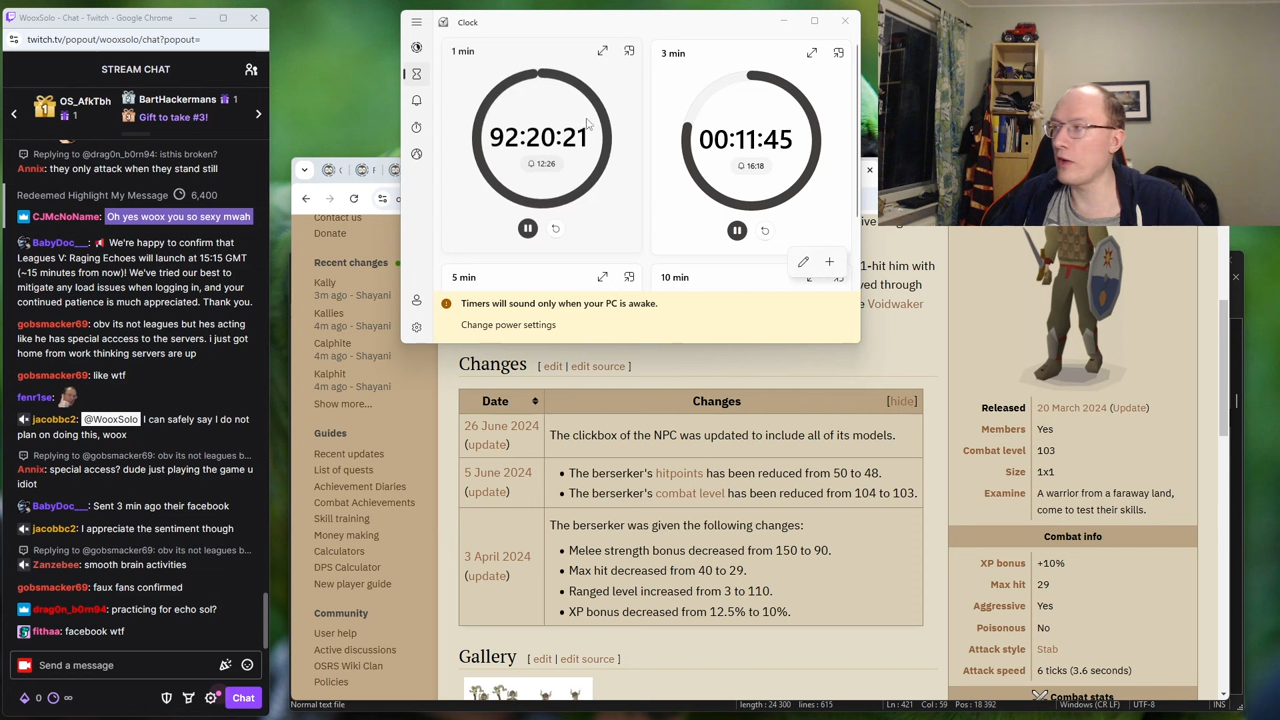 WooxSolo - Chat - Twitch - Google Chrome
twitch.tv/popout/wooxsolo/chat?popout=
STREAM CHAT
OS_AfkTbh
1
BartHackermans 1
Gift to take #3!
Replying to @drag0n_b0rn94: isthis broken?
Annix: they only attack when they stand still
Redeemed Highlight My Message 6,400
CJMcNoName: Oh yes woox you so sexy mwah
BabyDoc___: We're happy to confirm that
Leagues V: Raging Echoes will launch at 15:15 GMT
(~15 minutes from now)! We've tried our best to
mitigate any load issues when logging in, and your
continued patience is much appreciated. Thank you.
gobsmacker69: obv its not leagues but hes acting
like he has special acccess to the servers. i just got
home from work thinking servers are up
gobsmacker69: like wtf
fenr1se:
jacobbc2: @WooxSolo I can safely say I do not
plan on doing this, woox
Replying to @gobsmacker69: obv its not leagues b...
Annix: special access? dude just playing the game u
idiot
BabyDoc___: Sent 3 min ago their facebook
jacobbc2: I appreciate the sentiment though
Replying to @gobsmacker69: obv its not leagues b...
Zanzebee: smooth brain activities
gobsmacker69: faux fans confirmed
drag0n_b0rn94: practicing for echo sol?
fithaa: facebook wtf
Send a message
0 ∞
Chat
Clock
1 min
92:20:21
12:26
3 min
00:11:45
16:18
5 min
10 min
Timers will sound only when your PC is awake.
Change power settings
Contact us
Donate
Recent changes
Kally
3m ago - Shayani
Kallies
4m ago - Shayani
Calphite
4m ago - Shayani
Kalphit
4m ago - Shayani
Show more...
Guides
Recent updates
List of quests
Achievement Diaries
Combat Achievements
Skill training
Money making
Calculators
DPS Calculator
New player guide
Community
User help
Active discussions
OSRS Wiki Clan
Policies
1-hit him with
ved through
Voidwaker
Changes [ edit | edit source ]
Date Changes [hide]
26 June 2024
(update)
The clickbox of the NPC was updated to include all of its models.
5 June 2024
(update)
• The berserker's hitpoints has been reduced from 50 to 48.
• The berserker's combat level has been reduced from 104 to 103.
3 April 2024
(update)
The berserker was given the following changes:
• Melee strength bonus decreased from 150 to 90.
• Max hit decreased from 40 to 29.
• Ranged level increased from 3 to 110.
• XP bonus decreased from 12.5% to 10%.
Gallery [ edit | edit source ]
Released 20 March 2024 (Update)
Members Yes
Combat level 103
Size 1x1
Examine A warrior from a faraway land,
come to test their skills.
Combat info
XP bonus +10%
Max hit 29
Aggressive Yes
Poisonous No
Attack style Stab
Attack speed 6 ticks (3.6 seconds)
Combat stats
Normal text file
length : 24 300 lines : 615
Ln : 421 Col : 59 Pos : 18 392
Windows (CR LF)
UTF-8
INS